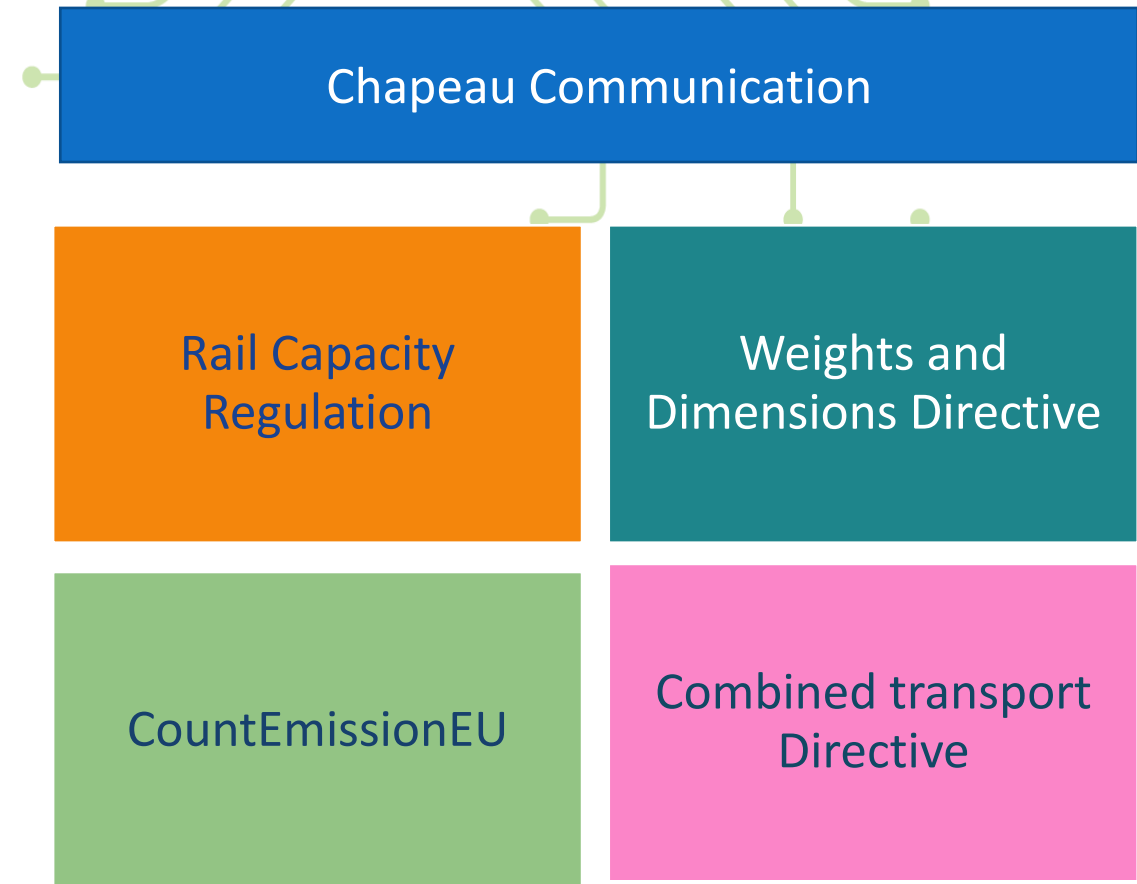 Chapeau Communication
Rail Capacity
Regulation
Weights and
Dimensions Directive
CountEmissionEU
Combined transport
Directive